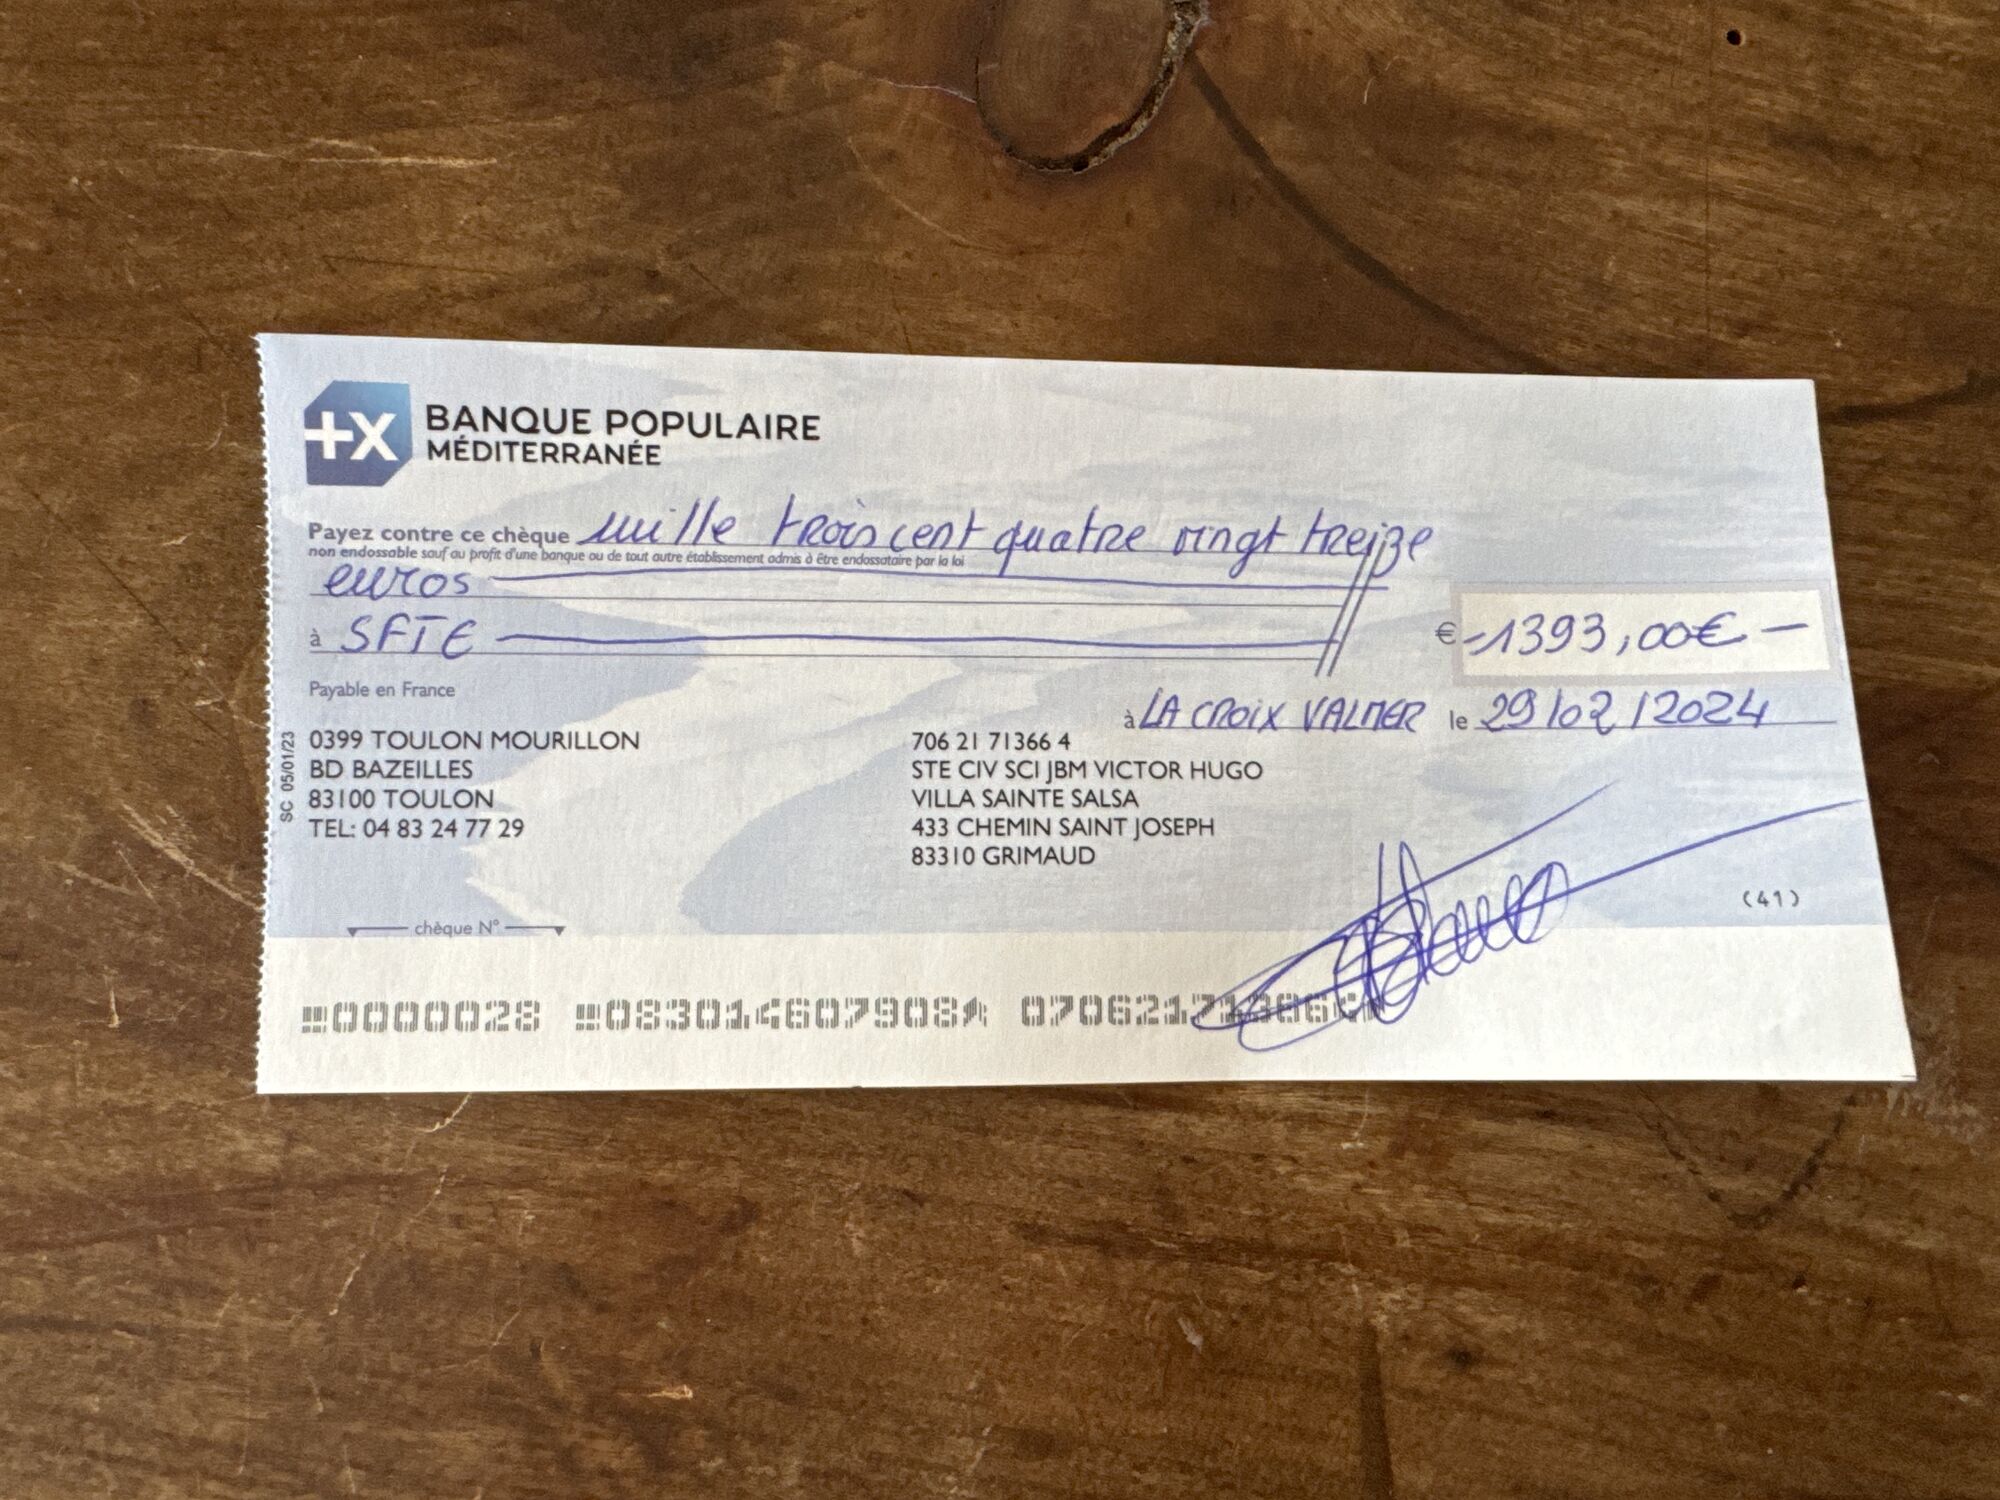 +X BANQUE POPULAIRE
MÉDITERRANÉE
Payez contre ce chèque mille trois cent quatre vingt treize
non endossable sauf au profit d'une banque ou de tout autre établissement admis à être endossataire par la loi
euros
à SFTE
€ -1393,00€ -
Payable en France
à LA CROIX VALMER le 29/02/2024
SC 05/01/23
0399 TOULON MOURILLON
BD BAZEILLES
83100 TOULON
TEL: 04 83 24 77 29
706 21 71366 4
STE CIV SCI JBM VICTOR HUGO
VILLA SAINTE SALSA
433 CHEMIN SAINT JOSEPH
83310 GRIMAUD
(41)
chèque N°
0000028 083014607908